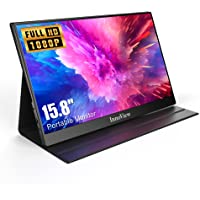 FULL HD
1080P
15.8"
Portable Monitor
InnoView